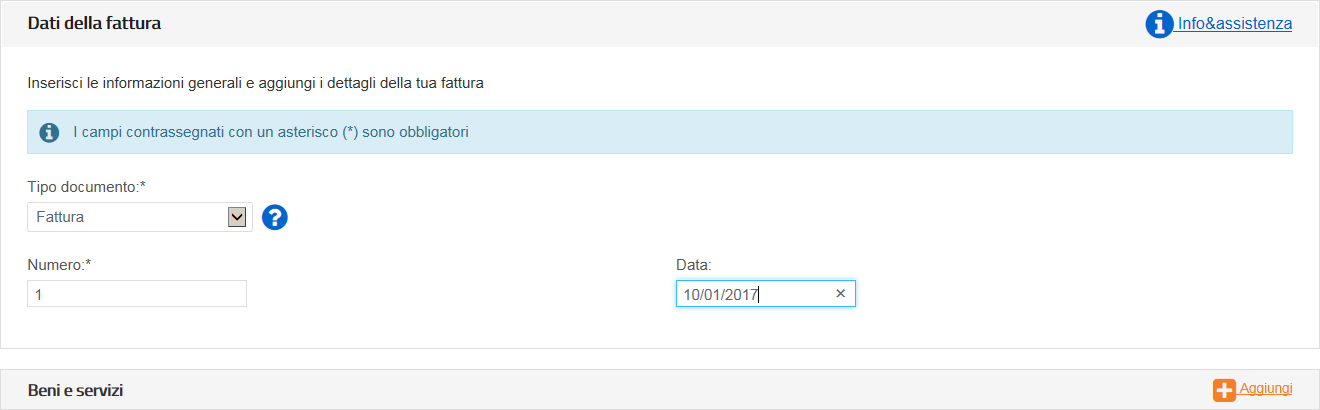 Dati della fattura
Info&assistenza
Inserisci le informazioni generali e aggiungi i dettagli della tua fattura
I campi contrassegnati con un asterisco (*) sono obbligatori
Tipo documento:*
Fattura
Numero:*
Data:
1
10/01/2017
Beni e servizi
Aggiungi